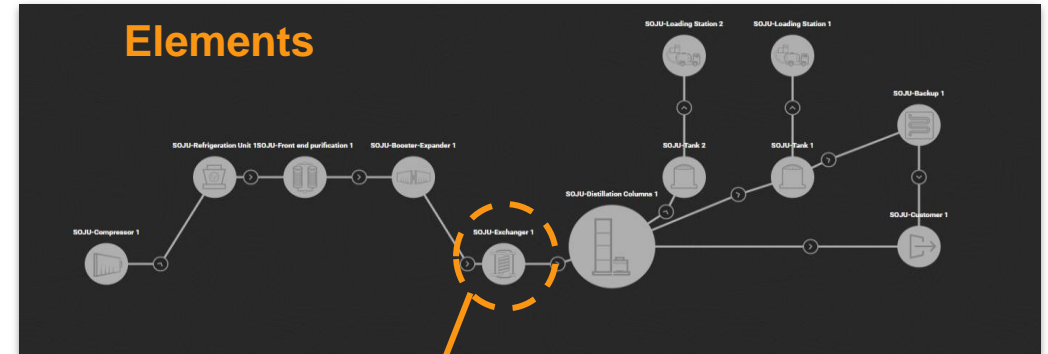 Elements
SOJU-Loading Station 2
SOJU-Loading Station 1
SOJU-Backup 1
SOJU-Refrigeration Unit 1
SOJU-Front end purification 1
SOJU-Booster-Expander 1
SOJU-Tank 2
SOJU-Tank 1
SOJU-Distillation Columns 1
SOJU-Customer 1
SOJU-Compressor 1
SOJU-Exchanger 1